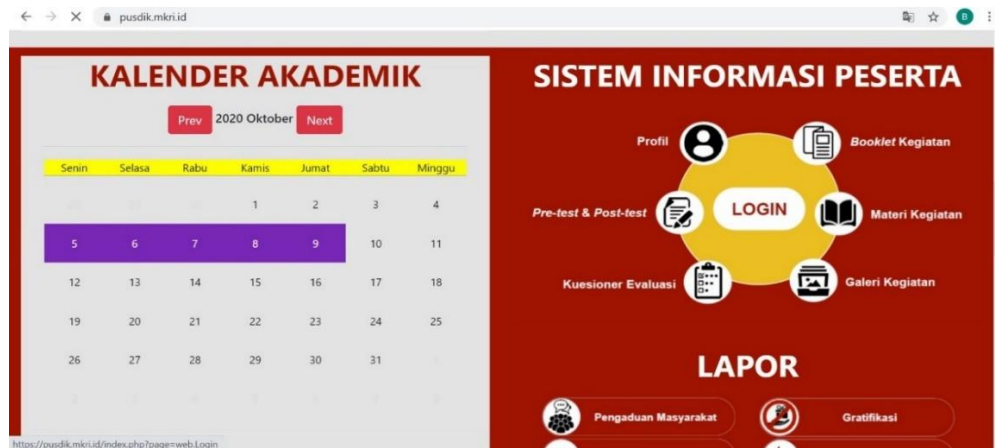 pusdik.mkri.id
B
KALENDER AKADEMIK
Prev 2020 Oktober Next
Senin Selasa Rabu Kamis Jumat Sabtu Minggu
1 2 3 4
5 6 7 8 9 10 11
12 13 14 15 16 17 18
19 20 21 22 23 24 25
26 27 28 29 30 31
SISTEM INFORMASI PESERTA
Profil
Booklet Kegiatan
Pre-test & Post-test
LOGIN
Materi Kegiatan
Kuesioner Evaluasi
Galeri Kegiatan
LAPOR
Pengaduan Masyarakat
Gratifikasi
https://pusdik.mkri.id/index.php?page=web.Login